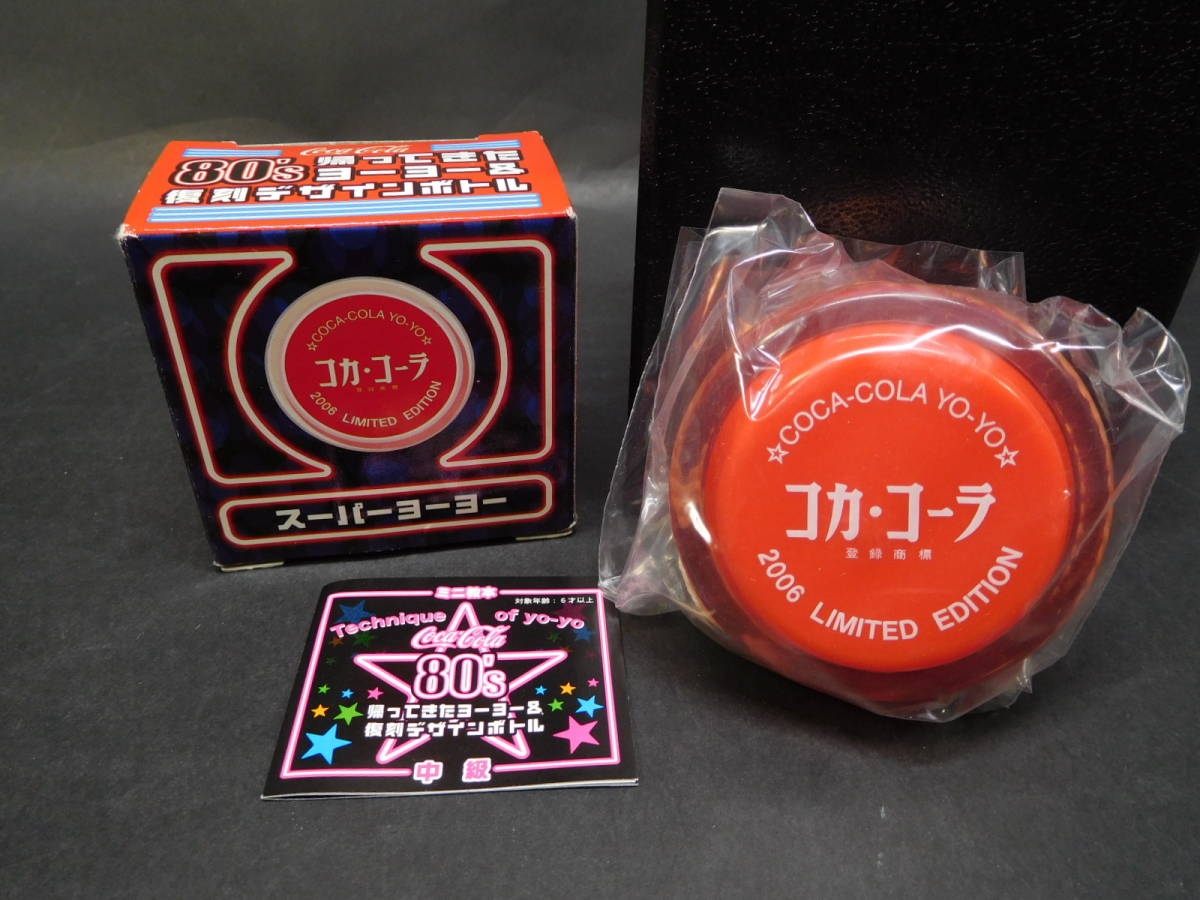 Coca-Cola
80's 帰ってきた
ヨーヨー&
復刻デザインボトル
☆COCA-COLA YO-YO☆
コカ・コーラ
登録商標
2006 LIMITED EDITION
スーパーヨーヨー
ミニ教本
対象年齢:6才以上
Technique of yo-yo
Coca-Cola
80's
帰ってきたヨーヨー&
復刻デザインボトル
中級
☆COCA-COLA YO-YO☆
コカ・コーラ
登録商標
2006 LIMITED EDITION